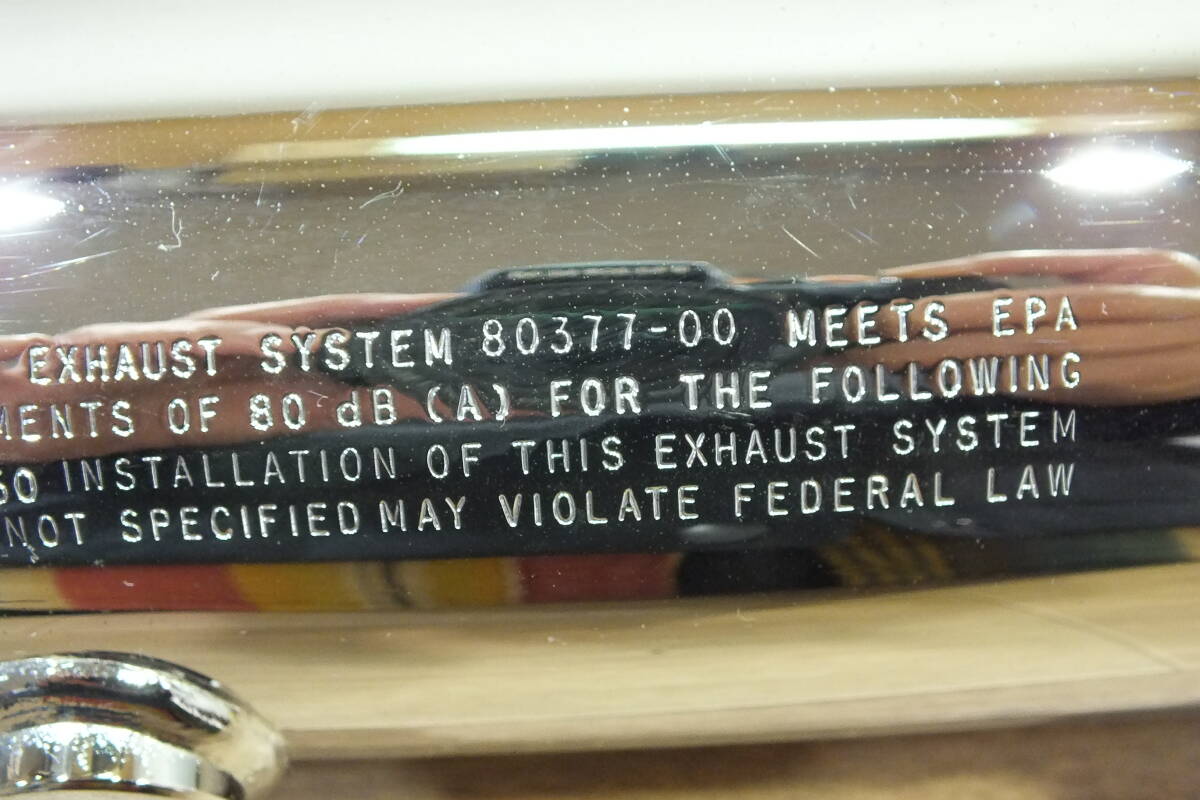 EXHAUST SYSTEM 80377-00 MEETS EPA
MENTS OF 80 dB (A) FOR THE FOLLOWING
50 INSTALLATION OF THIS EXHAUST SYSTEM
NOT SPECIFIED MAY VIOLATE FEDERAL LAW